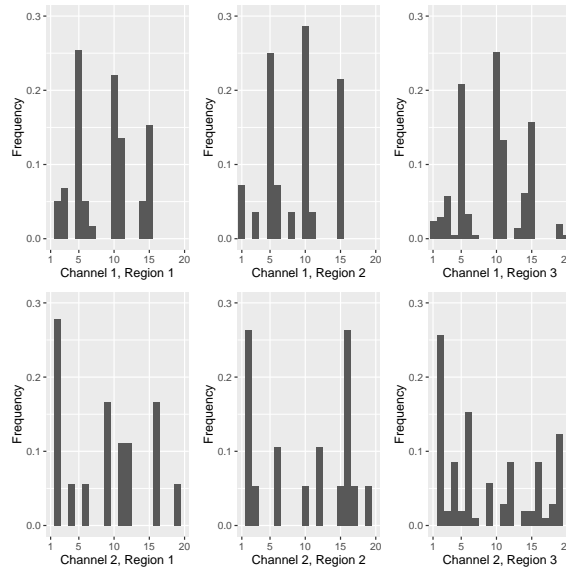 0.3
0.2
0.1
0.0
Frequency
1 5 10 15 20
Channel 1, Region 1
0.3
0.2
0.1
0.0
Frequency
1 5 10 15 20
Channel 1, Region 2
0.3
0.2
0.1
0.0
Frequency
1 5 10 15 2
Channel 1, Region 3
0.3
0.2
0.1
0.0
Frequency
1 5 10 15 20
Channel 2, Region 1
0.3
0.2
0.1
0.0
Frequency
1 5 10 15 20
Channel 2, Region 2
0.3
0.2
0.1
0.0
Frequency
1 5 10 15 2
Channel 2, Region 3